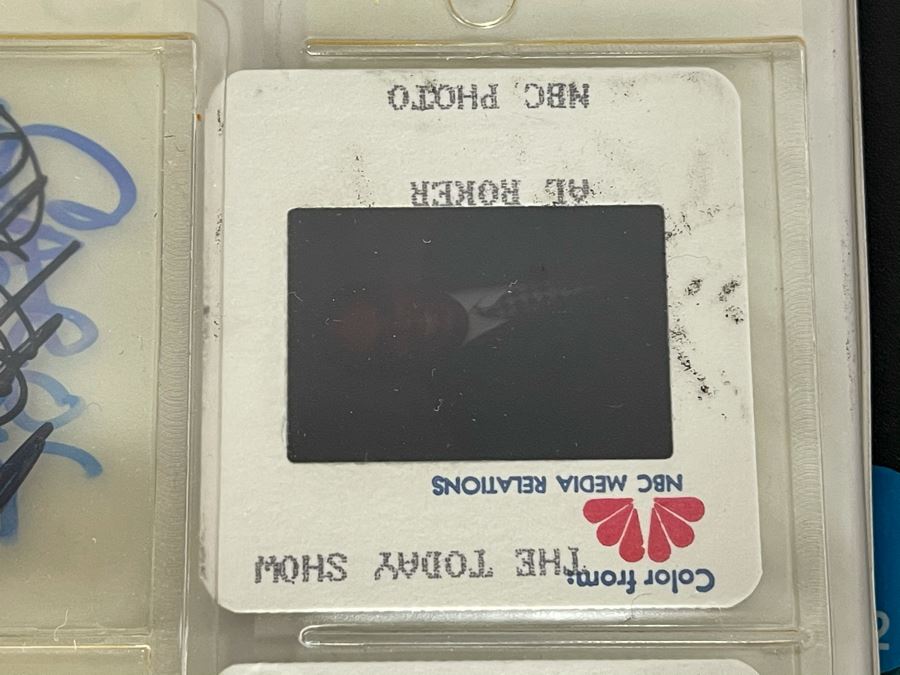 Color from:
THE TODAY SHOW
NBC MEDIA RELATIONS
AL ROKER
NBC PHOTO